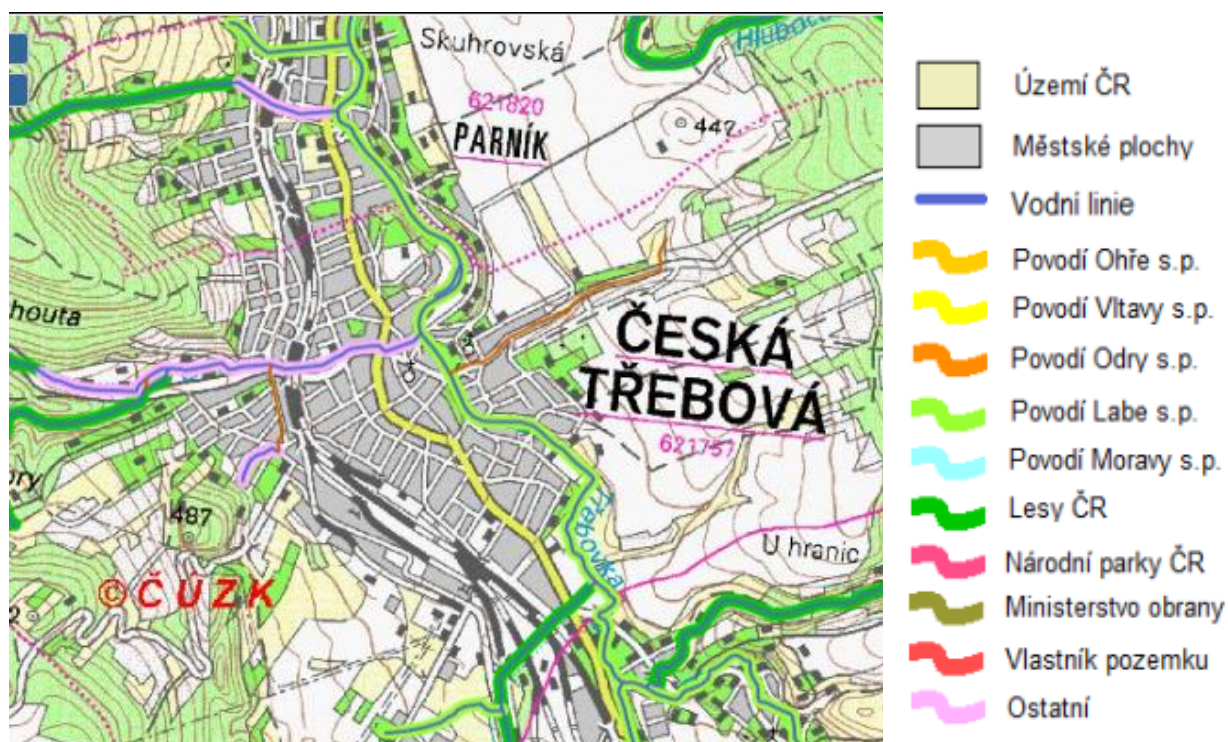 Skuhrovská
621820
PARNÍK
447
houta
ČESKÁ
TŘEBOVÁ
621757
Třebovka
487
U hranic
© ČÚZK
Území ČR
Městské plochy
Vodní linie
Povodí Ohře s.p.
Povodí Vltavy s.p.
Povodí Odry s.p.
Povodí Labe s.p.
Povodí Moravy s.p.
Lesy ČR
Národní parky ČR
Ministerstvo obrany
Vlastník pozemku
Ostatní